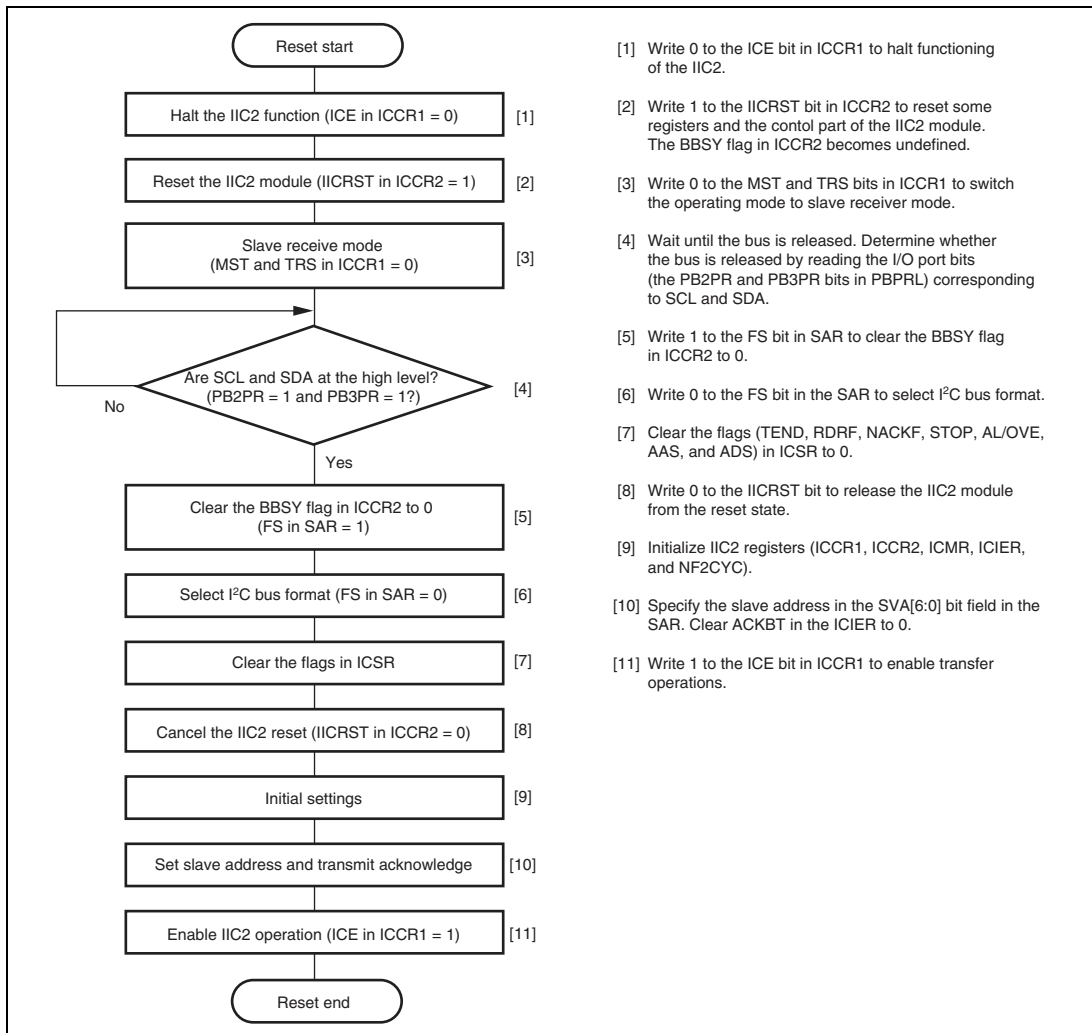 Reset start
Halt the IIC2 function (ICE in ICCR1 = 0)
[1]
Reset the IIC2 module (IICRST in ICCR2 = 1)
[2]
Slave receive mode
(MST and TRS in ICCR1 = 0)
[3]
Are SCL and SDA at the high level?
(PB2PR = 1 and PB3PR = 1?)
[4]
No
Yes
Clear the BBSY flag in ICCR2 to 0
(FS in SAR = 1)
[5]
Select I²C bus format (FS in SAR = 0)
[6]
Clear the flags in ICSR
[7]
Cancel the IIC2 reset (IICRST in ICCR2 = 0)
[8]
Initial settings
[9]
Set slave address and transmit acknowledge
[10]
Enable IIC2 operation (ICE in ICCR1 = 1)
[11]
Reset end
[1] Write 0 to the ICE bit in ICCR1 to halt functioning
of the IIC2.
[2] Write 1 to the IICRST bit in ICCR2 to reset some
registers and the contol part of the IIC2 module.
The BBSY flag in ICCR2 becomes undefined.
[3] Write 0 to the MST and TRS bits in ICCR1 to switch
the operating mode to slave receiver mode.
[4] Wait until the bus is released. Determine whether
the bus is released by reading the I/O port bits
(the PB2PR and PB3PR bits in PBPRL) corresponding
to SCL and SDA.
[5] Write 1 to the FS bit in SAR to clear the BBSY flag
in ICCR2 to 0.
[6] Write 0 to the FS bit in the SAR to select I²C bus format.
[7] Clear the flags (TEND, RDRF, NACKF, STOP, AL/OVE,
AAS, and ADS) in ICSR to 0.
[8] Write 0 to the IICRST bit to release the IIC2 module
from the reset state.
[9] Initialize IIC2 registers (ICCR1, ICCR2, ICMR, ICIER,
and NF2CYC).
[10] Specify the slave address in the SVA[6:0] bit field in the
SAR. Clear ACKBT in the ICIER to 0.
[11] Write 1 to the ICE bit in ICCR1 to enable transfer
operations.